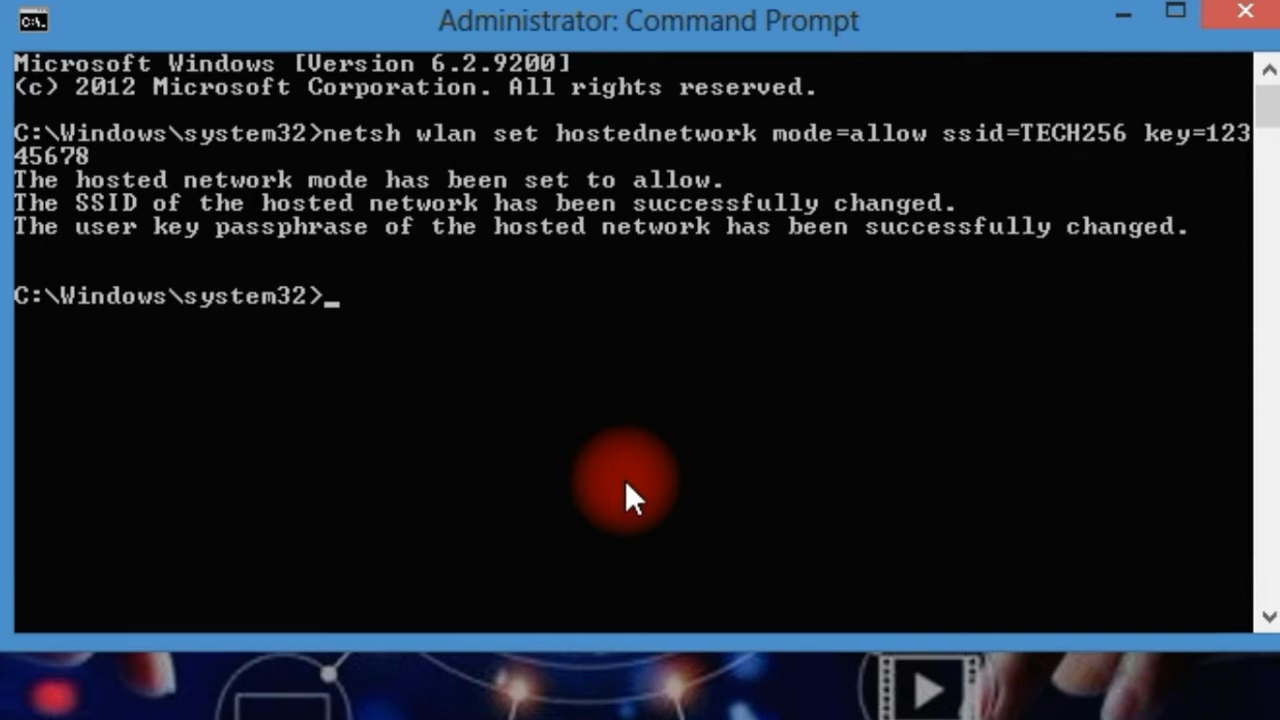 C:\.
Administrator: Command Prompt
Microsoft Windows [Version 6.2.9200]
(c) 2012 Microsoft Corporation. All rights reserved.
C:\Windows\system32>netsh wlan set hostednetwork mode=allow ssid=TECH256 key=123
45678
The hosted network mode has been set to allow.
The SSID of the hosted network has been successfully changed.
The user key passphrase of the hosted network has been successfully changed.
C:\Windows\system32>_